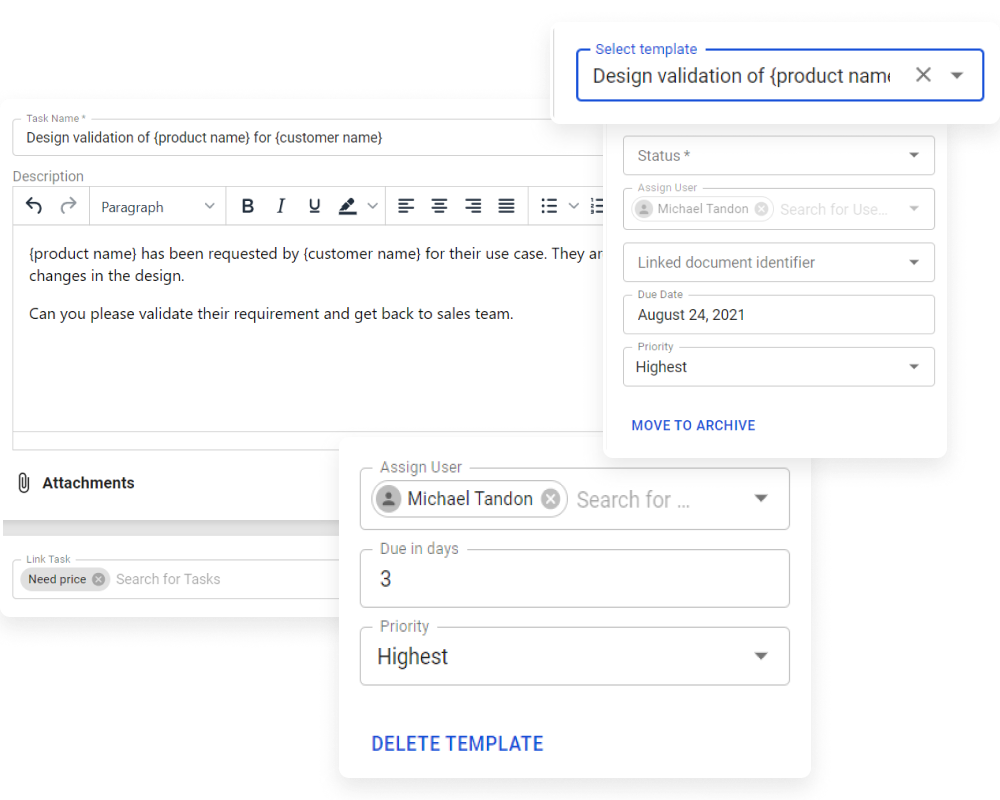 Select template
Design validation of {product name
Task Name *
Design validation of {product name} for {customer name}
Description
Paragraph
B I U
{product name} has been requested by {customer name} for their use case. They ar
changes in the design.
Can you please validate their requirement and get back to sales team.
Attachments
Link Task
Need price
Search for Tasks
Status *
Assign User
Michael Tandon
Search for Use...
Linked document identifier
Due Date
August 24, 2021
Priority
Highest
MOVE TO ARCHIVE
Assign User
Michael Tandon
Search for ...
Due in days
3
Priority
Highest
DELETE TEMPLATE